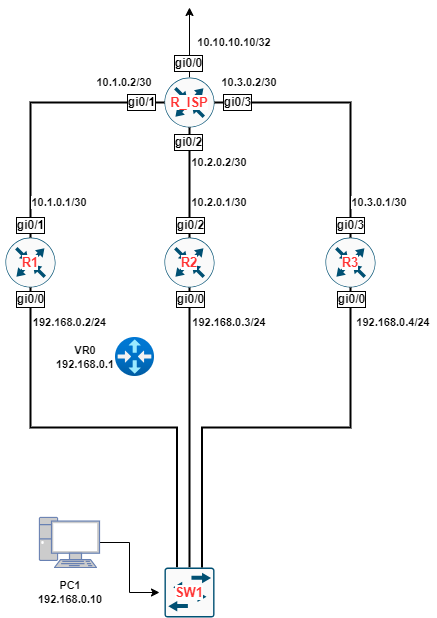 10.10.10.10/32
gi0/0
10.1.0.2/30
10.3.0.2/30
gi0/1
R_ISP
gi0/3
gi0/2
10.2.0.2/30
10.1.0.1/30
10.2.0.1/30
10.3.0.1/30
gi0/1
gi0/2
gi0/3
R1
R2
R3
gi0/0
gi0/0
gi0/0
192.168.0.2/24
192.168.0.3/24
192.168.0.4/24
VR0
192.168.0.1
PC1
192.168.0.10
SW1